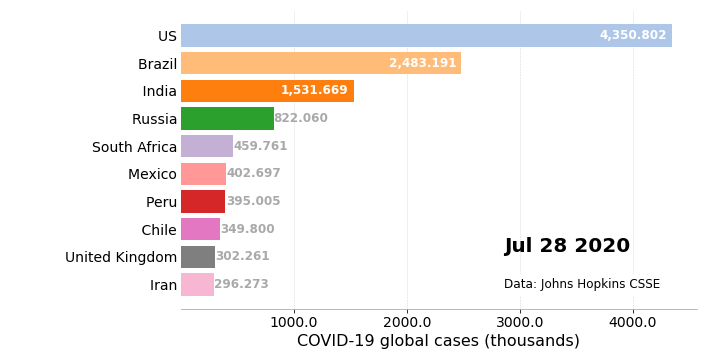 US 4,350.802
Brazil 2,483.191
India 1,531.669
Russia 822.060
South Africa 459.761
Mexico 402.697
Peru 395.005
Chile 349.800
United Kingdom 302.261
Iran 296.273
Jul 28 2020
Data: Johns Hopkins CSSE
1000.0 2000.0 3000.0 4000.0
COVID-19 global cases (thousands)